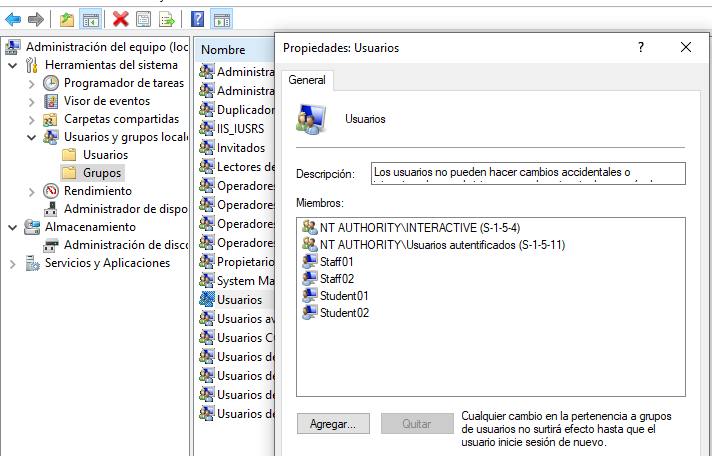 Administración del equipo (loc
Herramientas del sistema
Programador de tareas
Visor de eventos
Carpetas compartidas
Usuarios y grupos locale
Usuarios
Grupos
Rendimiento
Administrador de dispo
Almacenamiento
Administración de disco
Servicios y Aplicaciones
Nombre
Administra
Administra
Duplicador
IIS_IUSRS
Invitados
Lectores de
Operadores
Operadores
Operadores
Operadores
Propietario
System Ma
Usuarios
Usuarios av
Usuarios CO
Usuarios de
Usuarios de
Usuarios de
Usuarios de
Propiedades: Usuarios
?
General
Usuarios
Descripción:
Los usuarios no pueden hacer cambios accidentales o
Miembros:
NT AUTHORITY\INTERACTIVE (S-1-5-4)
NT AUTHORITY\Usuarios autentificados (S-1-5-11)
Staff01
Staff02
Student01
Student02
Agregar...
Quitar
Cualquier cambio en la pertenencia a grupos
de usuarios no surtirá efecto hasta que el
usuario inicie sesión de nuevo.